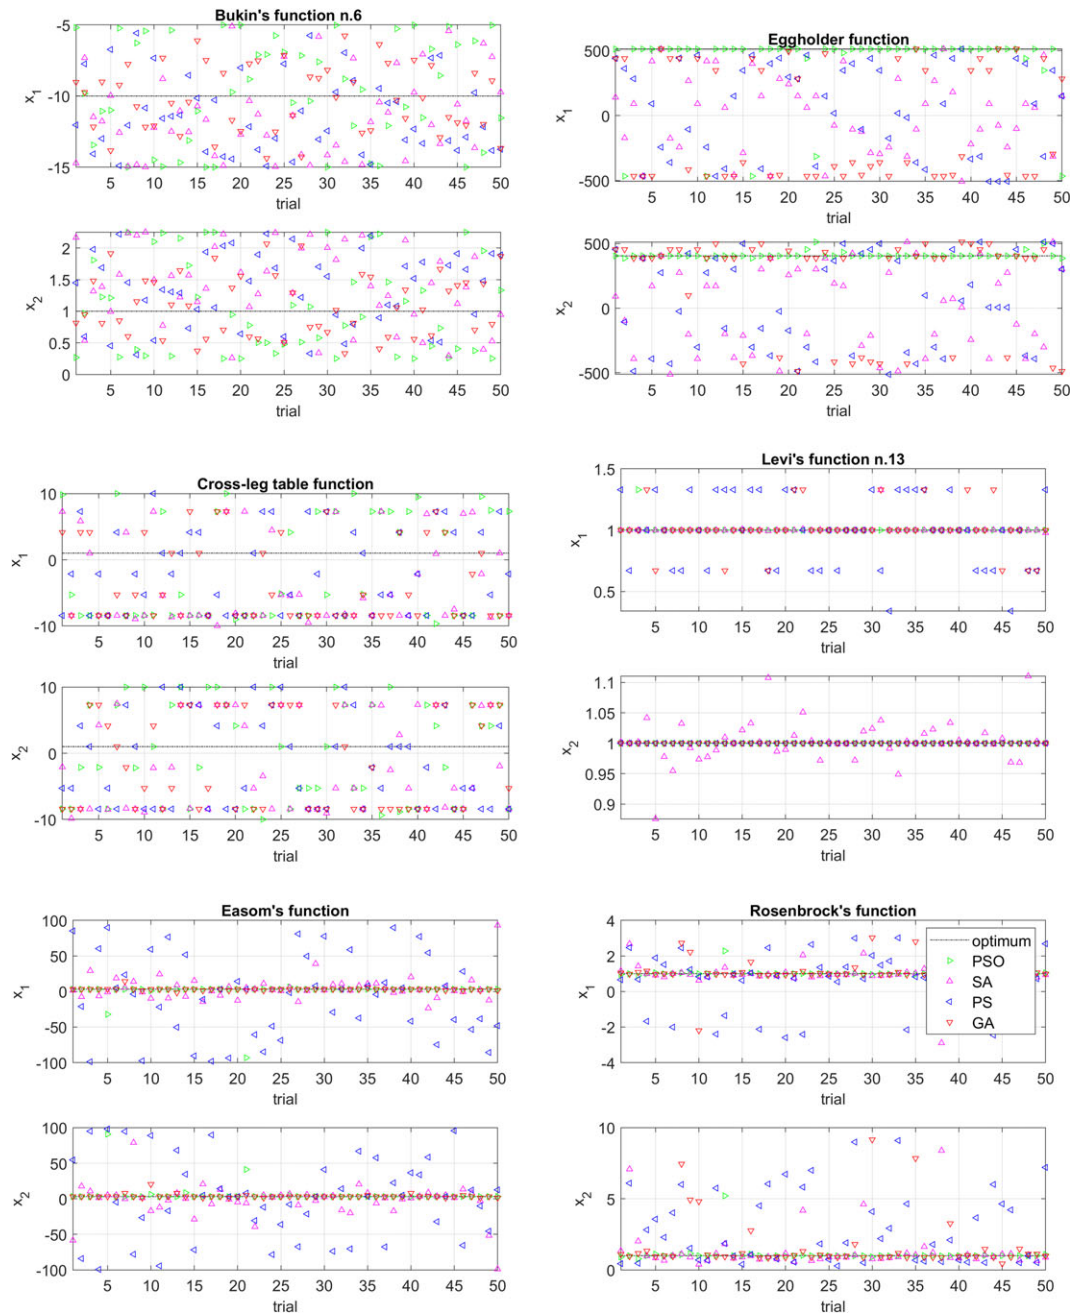 Bukin's function n.6
-5
-10
-15
x1
5 10 15 20 25 30 35 40 45 50
trial
2
1.5
1
0.5
0
x2
5 10 15 20 25 30 35 40 45 50
trial
Eggholder function
500
0
-500
x1
5 10 15 20 25 30 35 40 45 50
trial
500
0
-500
x2
5 10 15 20 25 30 35 40 45 50
trial
Cross-leg table function
10
0
-10
x1
5 10 15 20 25 30 35 40 45 50
trial
10
0
-10
x2
5 10 15 20 25 30 35 40 45 50
trial
Levi's function n.13
1.5
1
0.5
x1
5 10 15 20 25 30 35 40 45 50
trial
1.1
1.05
1
0.95
0.9
x2
5 10 15 20 25 30 35 40 45 50
trial
Easom's function
100
50
0
-50
-100
x1
5 10 15 20 25 30 35 40 45 50
trial
100
50
0
-50
-100
x2
5 10 15 20 25 30 35 40 45 50
trial
Rosenbrock's function
4
2
0
-2
-4
x1
optimum
PSO
SA
PS
GA
5 10 15 20 25 30 35 40 45 50
trial
10
5
0
x2
5 10 15 20 25 30 35 40 45 50
trial